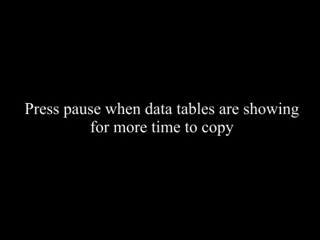 Press pause when data tables are showing
for more time to copy